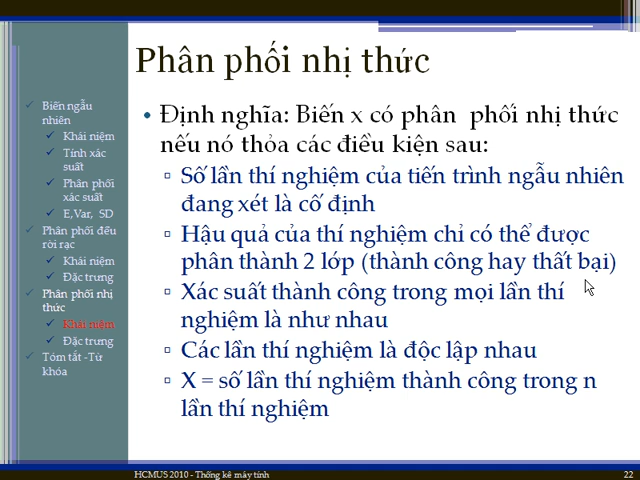 Phân phối nhị thức
Biến ngẫu
nhiên
Khái niệm
Tính xác
suất
Phân phối
xác suất
E,Var, SD
Phân phối đều
rời rạc
Khái niệm
Đặc trưng
Phân phối nhị
thức
Khái niệm
Đặc trưng
Tóm tắt -Từ
khóa
• Định nghĩa: Biến x có phân phối nhị thức
nếu nó thỏa các điều kiện sau:
▫ Số lần thí nghiệm của tiến trình ngẫu nhiên
đang xét là cố định
▫ Hậu quả của thí nghiệm chỉ có thể được
phân thành 2 lớp (thành công hay thất bại)
▫ Xác suất thành công trong mọi lần thí
nghiệm là như nhau
▫ Các lần thí nghiệm là độc lập nhau
▫ X = số lần thí nghiệm thành công trong n
lần thí nghiệm
HCMUS 2010 - Thống kê máy tính
22